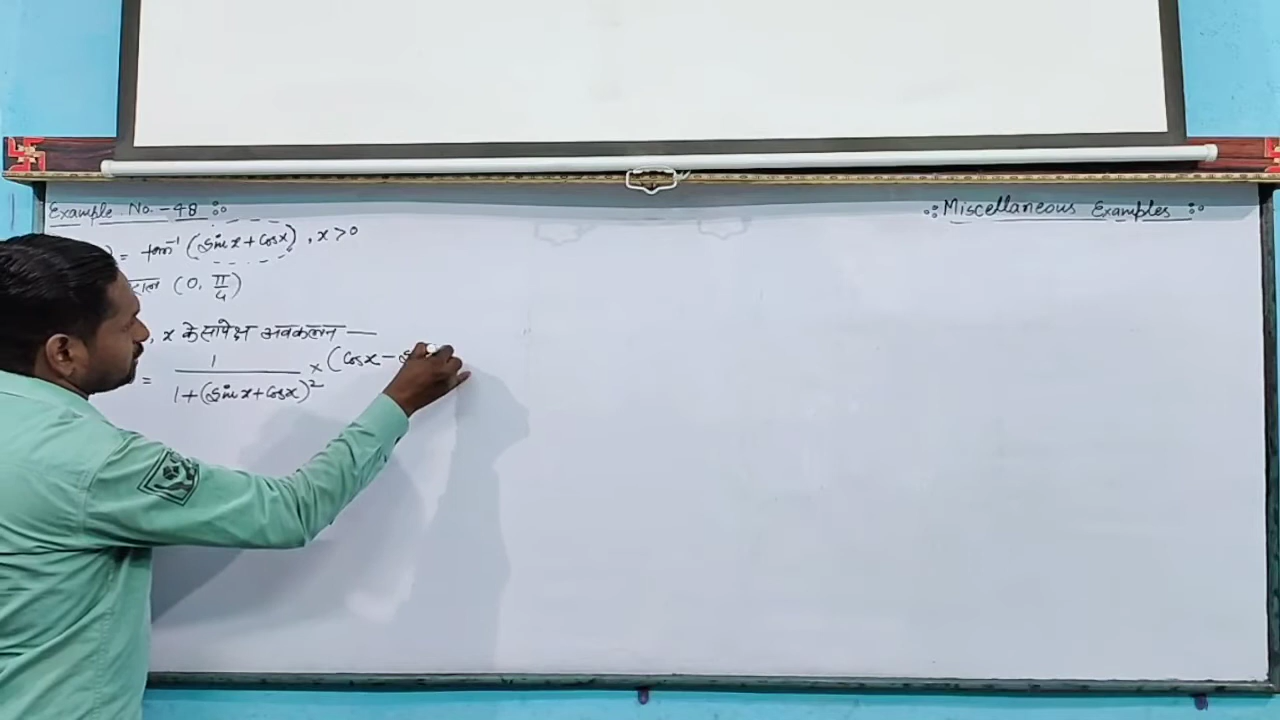 Example No. - 48 :
:: Miscellaneous Examples ::
) = tan⁻¹ (Sin x + Cos x) , x > 0
(0, π/4)
, x के सापेक्ष अवकलन —
= 1/(1 + (Sin x + Cos x)²) × (Cos x -